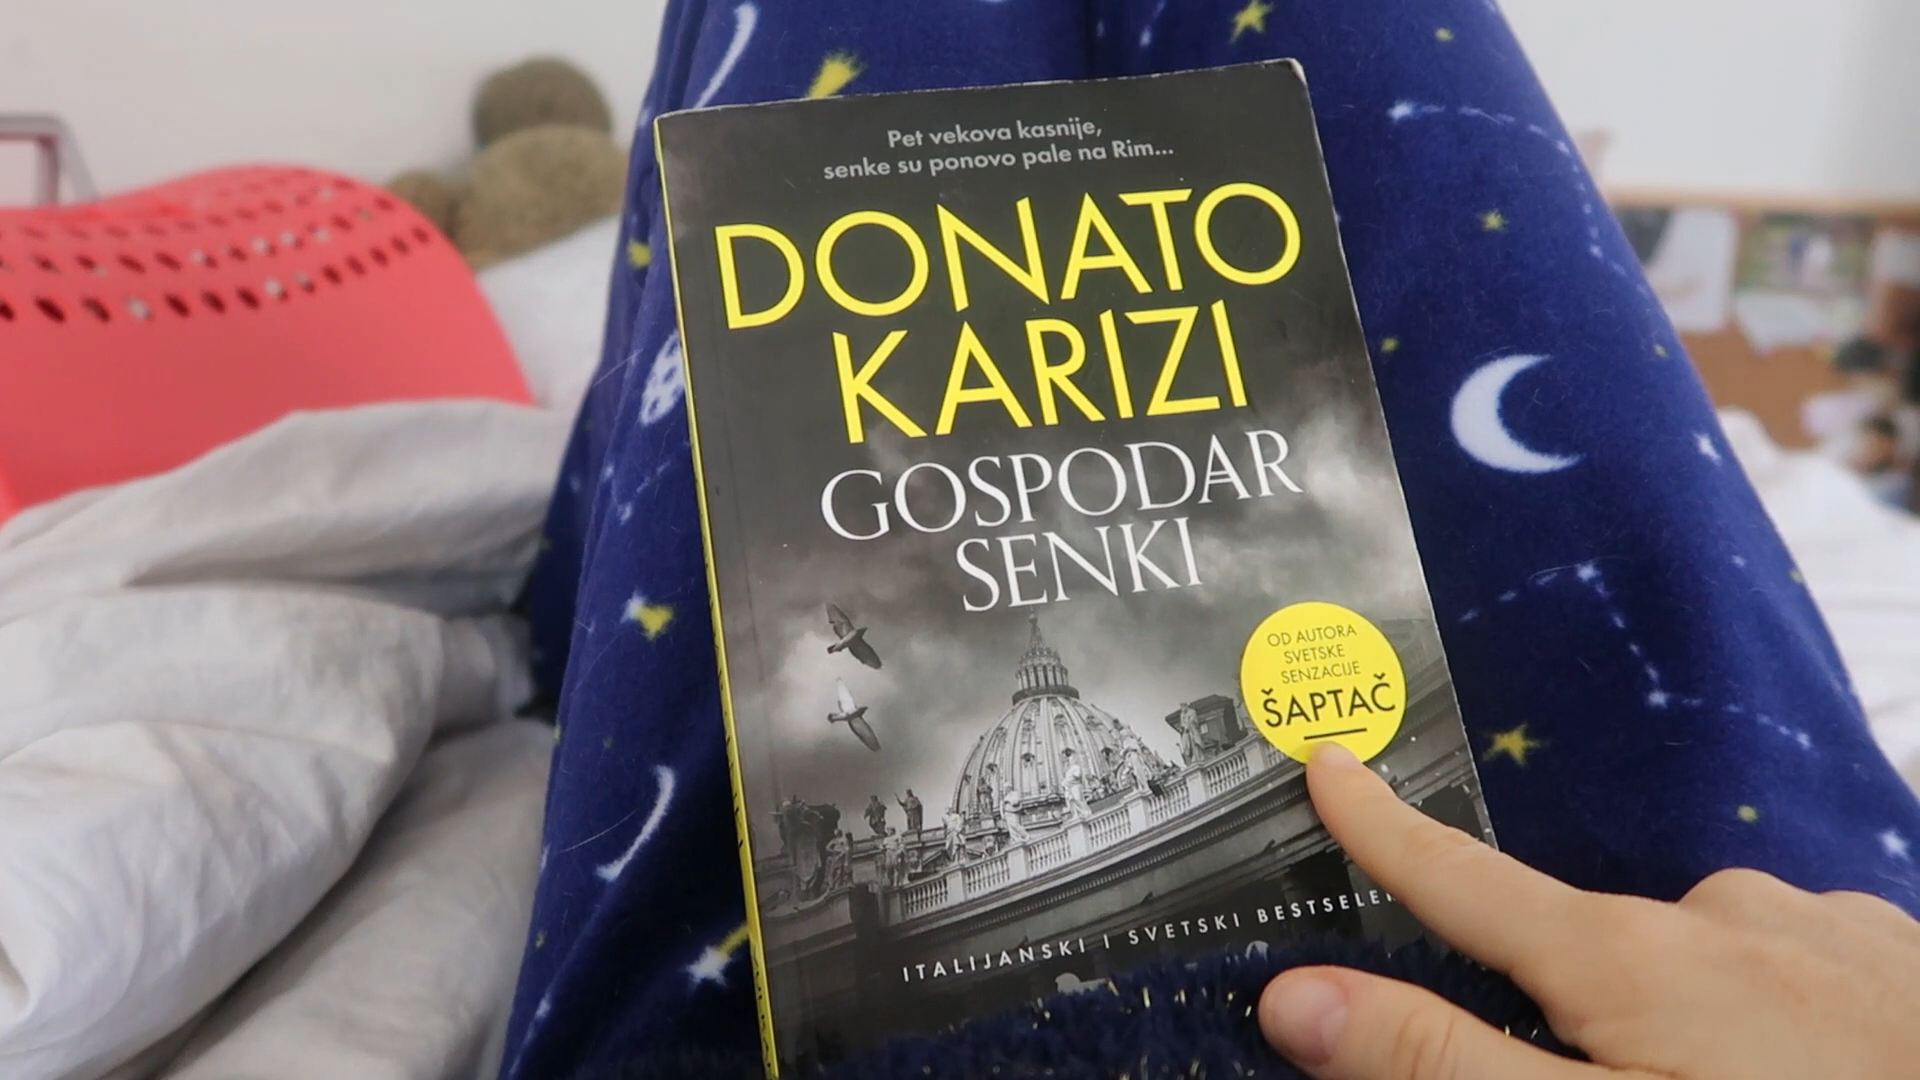 Pet vekova kasnije,
senke su ponovo pale na Rim...
DONATO
KARIZI
GOSPODAR
SENKI
OD AUTORA
SVETSKE
SENZACIJE
ŠAPTAČ
ITALIJANSKI I SVETSKI